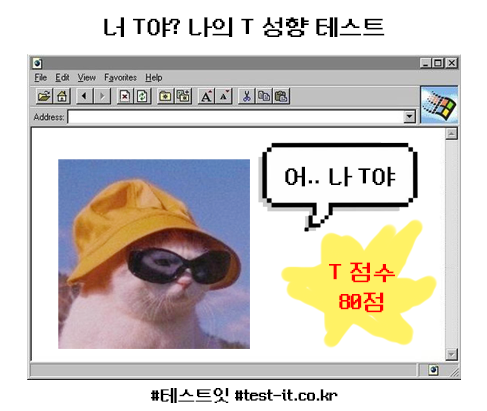 너 T야? 나의 T 성향 테스트
File Edit View Favorites Help
Address:
어.. 나 T야
T 점수
80점
#테스트잇 #test-it.co.kr